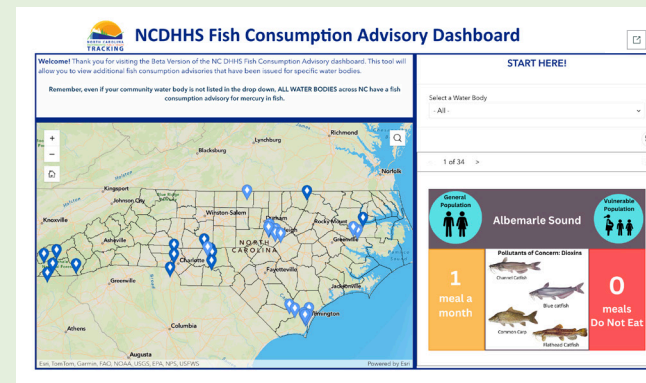 NORTH CAROLINA
TRACKING
NCDHHS Fish Consumption Advisory Dashboard
Welcome! Thank you for visiting the Beta Version of the NC DHHS Fish Consumption Advisory dashboard. This tool will
allow you to view additional fish consumption advisories that have been issued for specific water bodies.
Remember, even if your community water body is not listed in the drop down, ALL WATER BODIES across NC have a fish
consumption advisory for mercury in fish.
START HERE!
Select a Water Body
- All -
1 of 34 >
+
−
Richmond
Lynchburg
Blacksburg
Norfolk
Holston
Kingsport
Johnson City
Blue Ridge
Winston-Salem
Durham
Rocky Mount
Knoxville
Asheville
NORTH
CAROLINA
Greenville
Charlotte
Fayetteville
Greenville
Jacksonville
Wilmington
Athens
Columbia
Augusta
Esri, TomTom, Garmin, FAO, NOAA, USGS, EPA, NPS, USFWS
Powered by Esri
General
Population
Albemarle Sound
Vulnerable
Population
Pollutants of Concern: Dioxins
Channel Catfish
Blue catfish
Common Carp
Flathead Catfish
1
meal a
month
0
meals
Do Not Eat